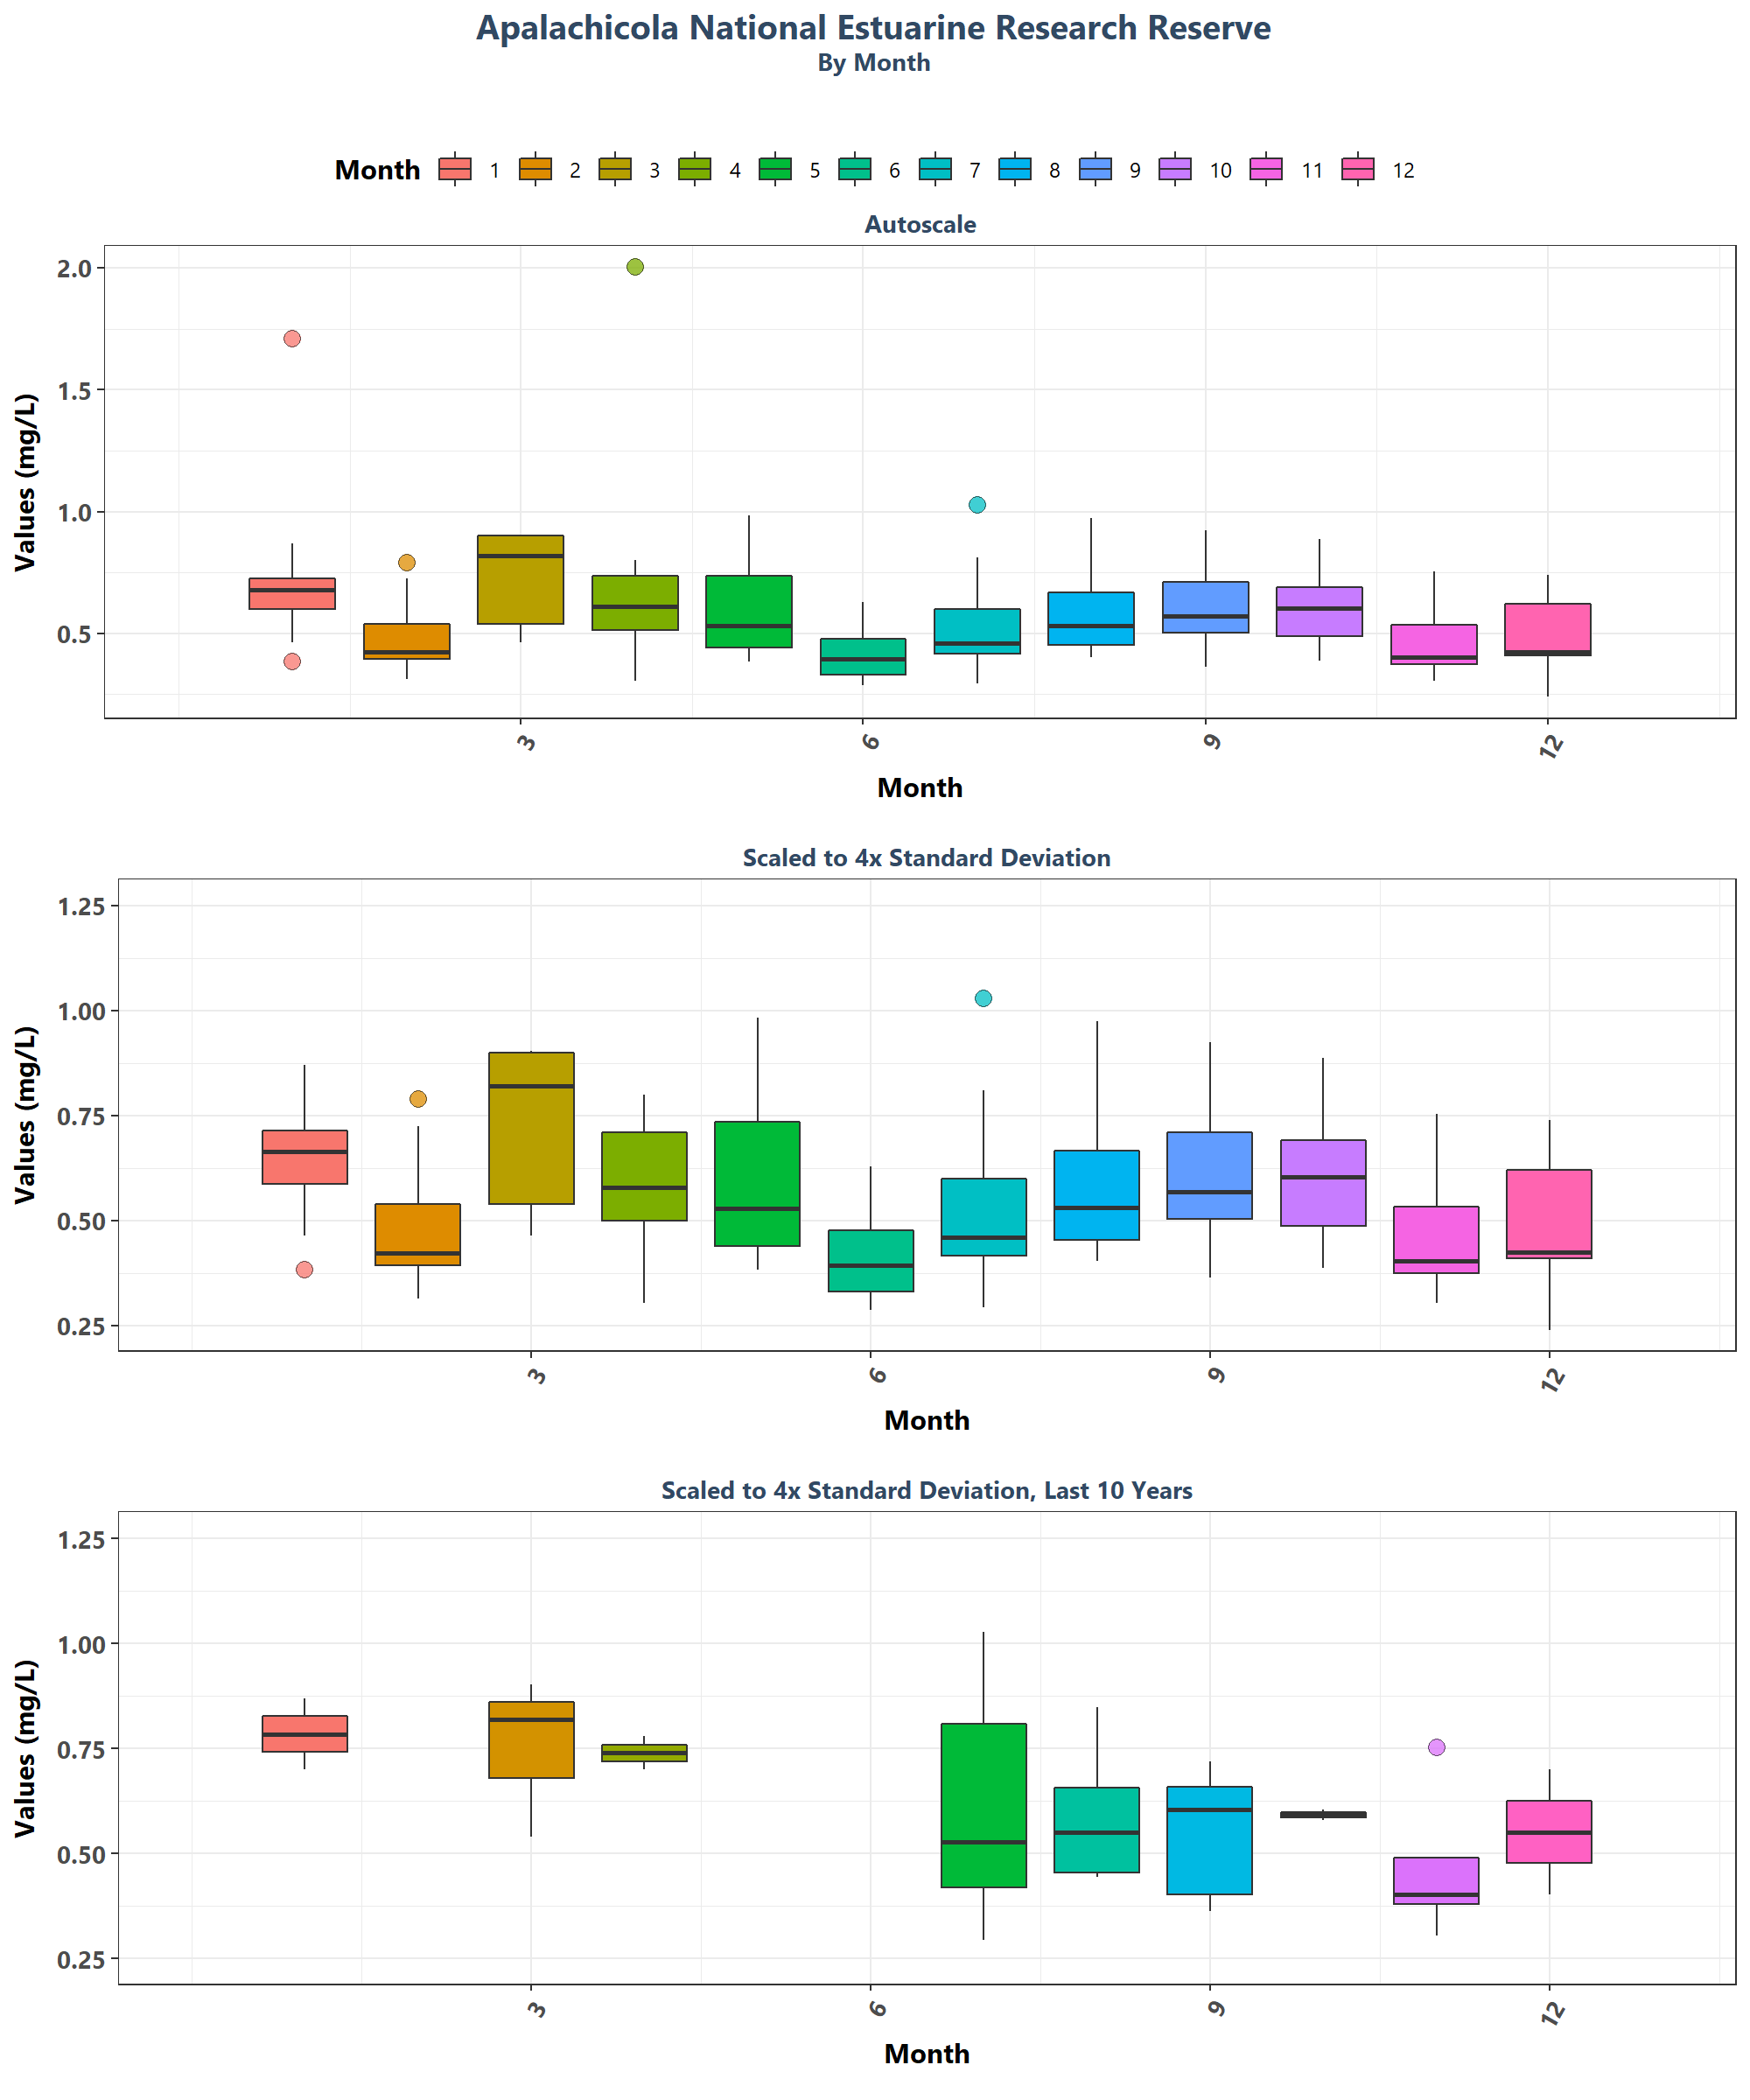 Apalachicola National Estuarine Research Reserve
By Month
Month 1 2 3 4 5 6 7 8 9 10 11 12
Autoscale
Values (mg/L)
2.0
1.5
1.0
0.5
3 6 9 12
Month
Scaled to 4x Standard Deviation
Values (mg/L)
1.25
1.00
0.75
0.50
0.25
3 6 9 12
Month
Scaled to 4x Standard Deviation, Last 10 Years
Values (mg/L)
1.25
1.00
0.75
0.50
0.25
3 6 9 12
Month